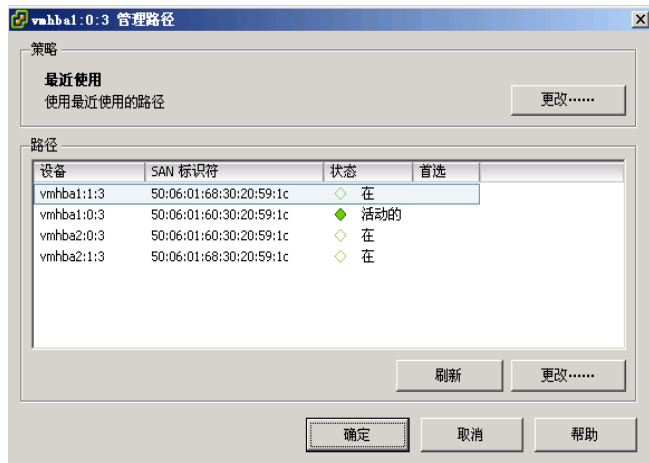 vmhba1:0:3 管理路径
策略
最近使用
使用最近使用的路径
更改……
路径
设备 SAN 标识符 状态 首选
vmhba1:1:3 50:06:01:68:30:20:59:1c 在
vmhba1:0:3 50:06:01:68:30:20:59:1c 活动的
vmhba2:0:3 50:06:01:60:30:20:59:1c 在
vmhba2:1:3 50:06:01:68:30:20:59:1c 在
刷新 更改……
确定 取消 帮助